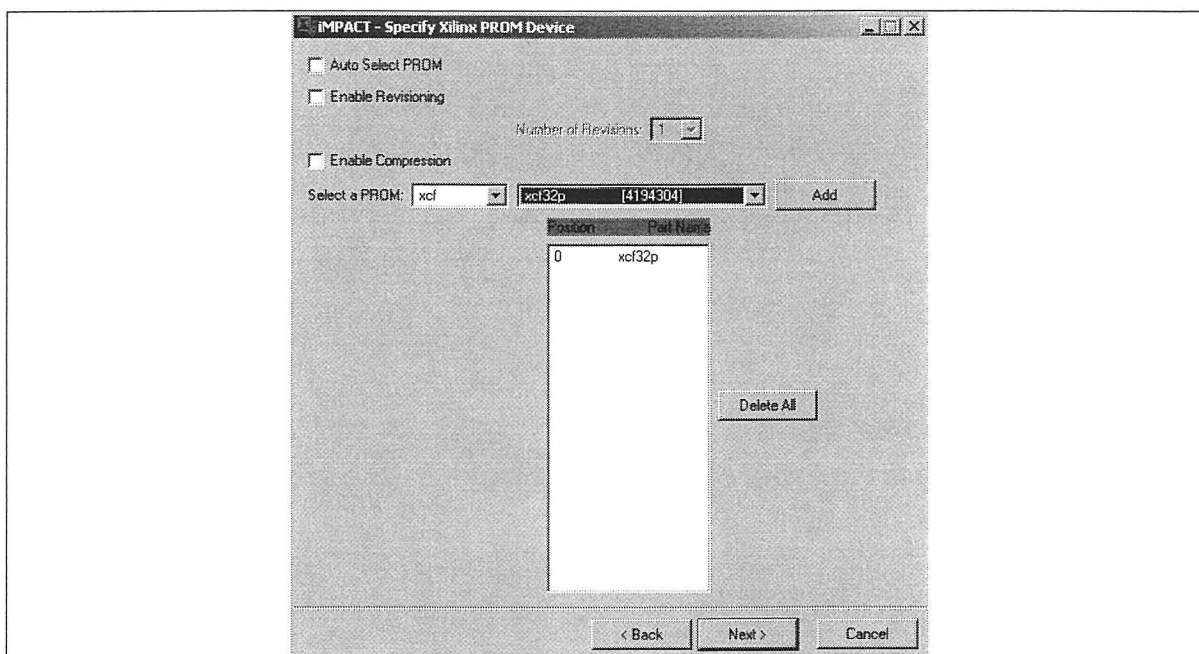 iMPACT - Specify Xilinx PROM Device
Auto Select PROM
Enable Revisioning
Number of Revisions: 1
Enable Compression
Select a PROM: xcf xcf32p [4194304] Add
Position Part Name
0 xcf32p
Delete All
< Back Next > Cancel